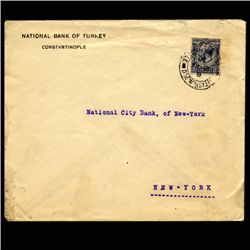 NATIONAL BANK OF TURKEY
CONSTANTINOPLE
National City Bank, of New-York
NEW-YORK